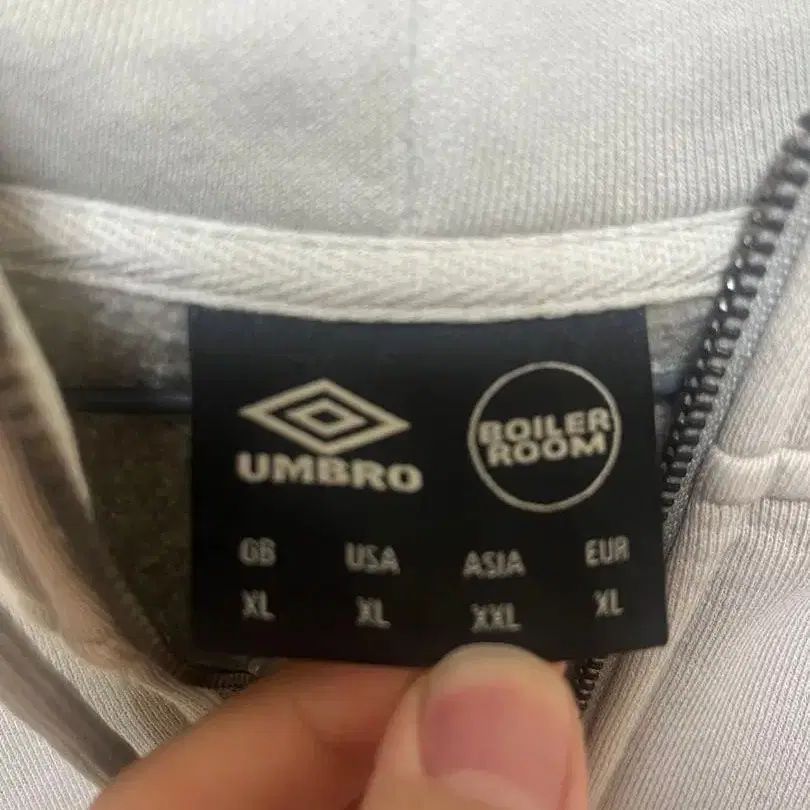 UMBRO
BOILER
ROOM
GB USA ASIA EUR
XL XL XXL XL